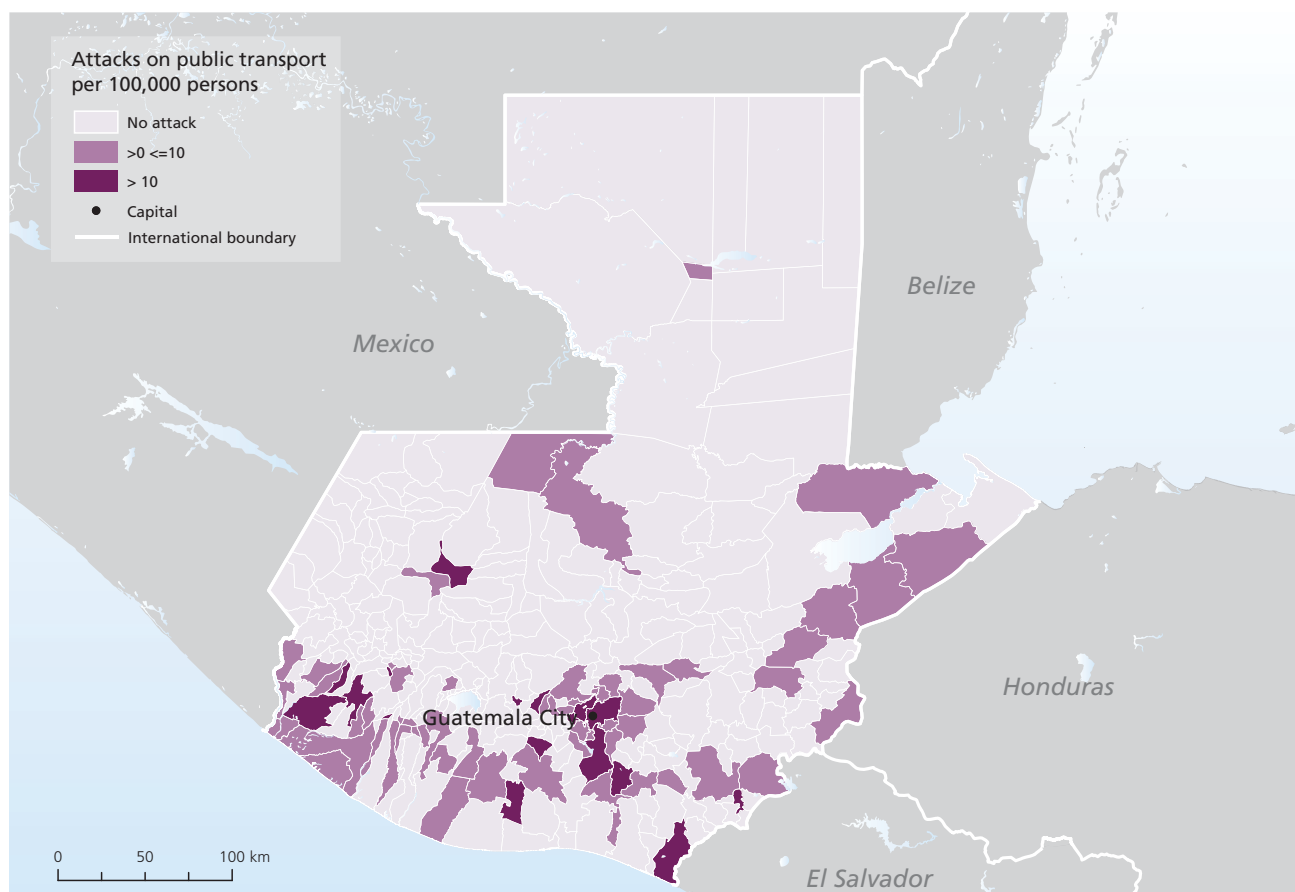 Attacks on public transport
per 100,000 persons
No attack
>0 <=10
> 10
Capital
International boundary
Belize
Mexico
Honduras
Guatemala City
El Salvador
0 50 100 km